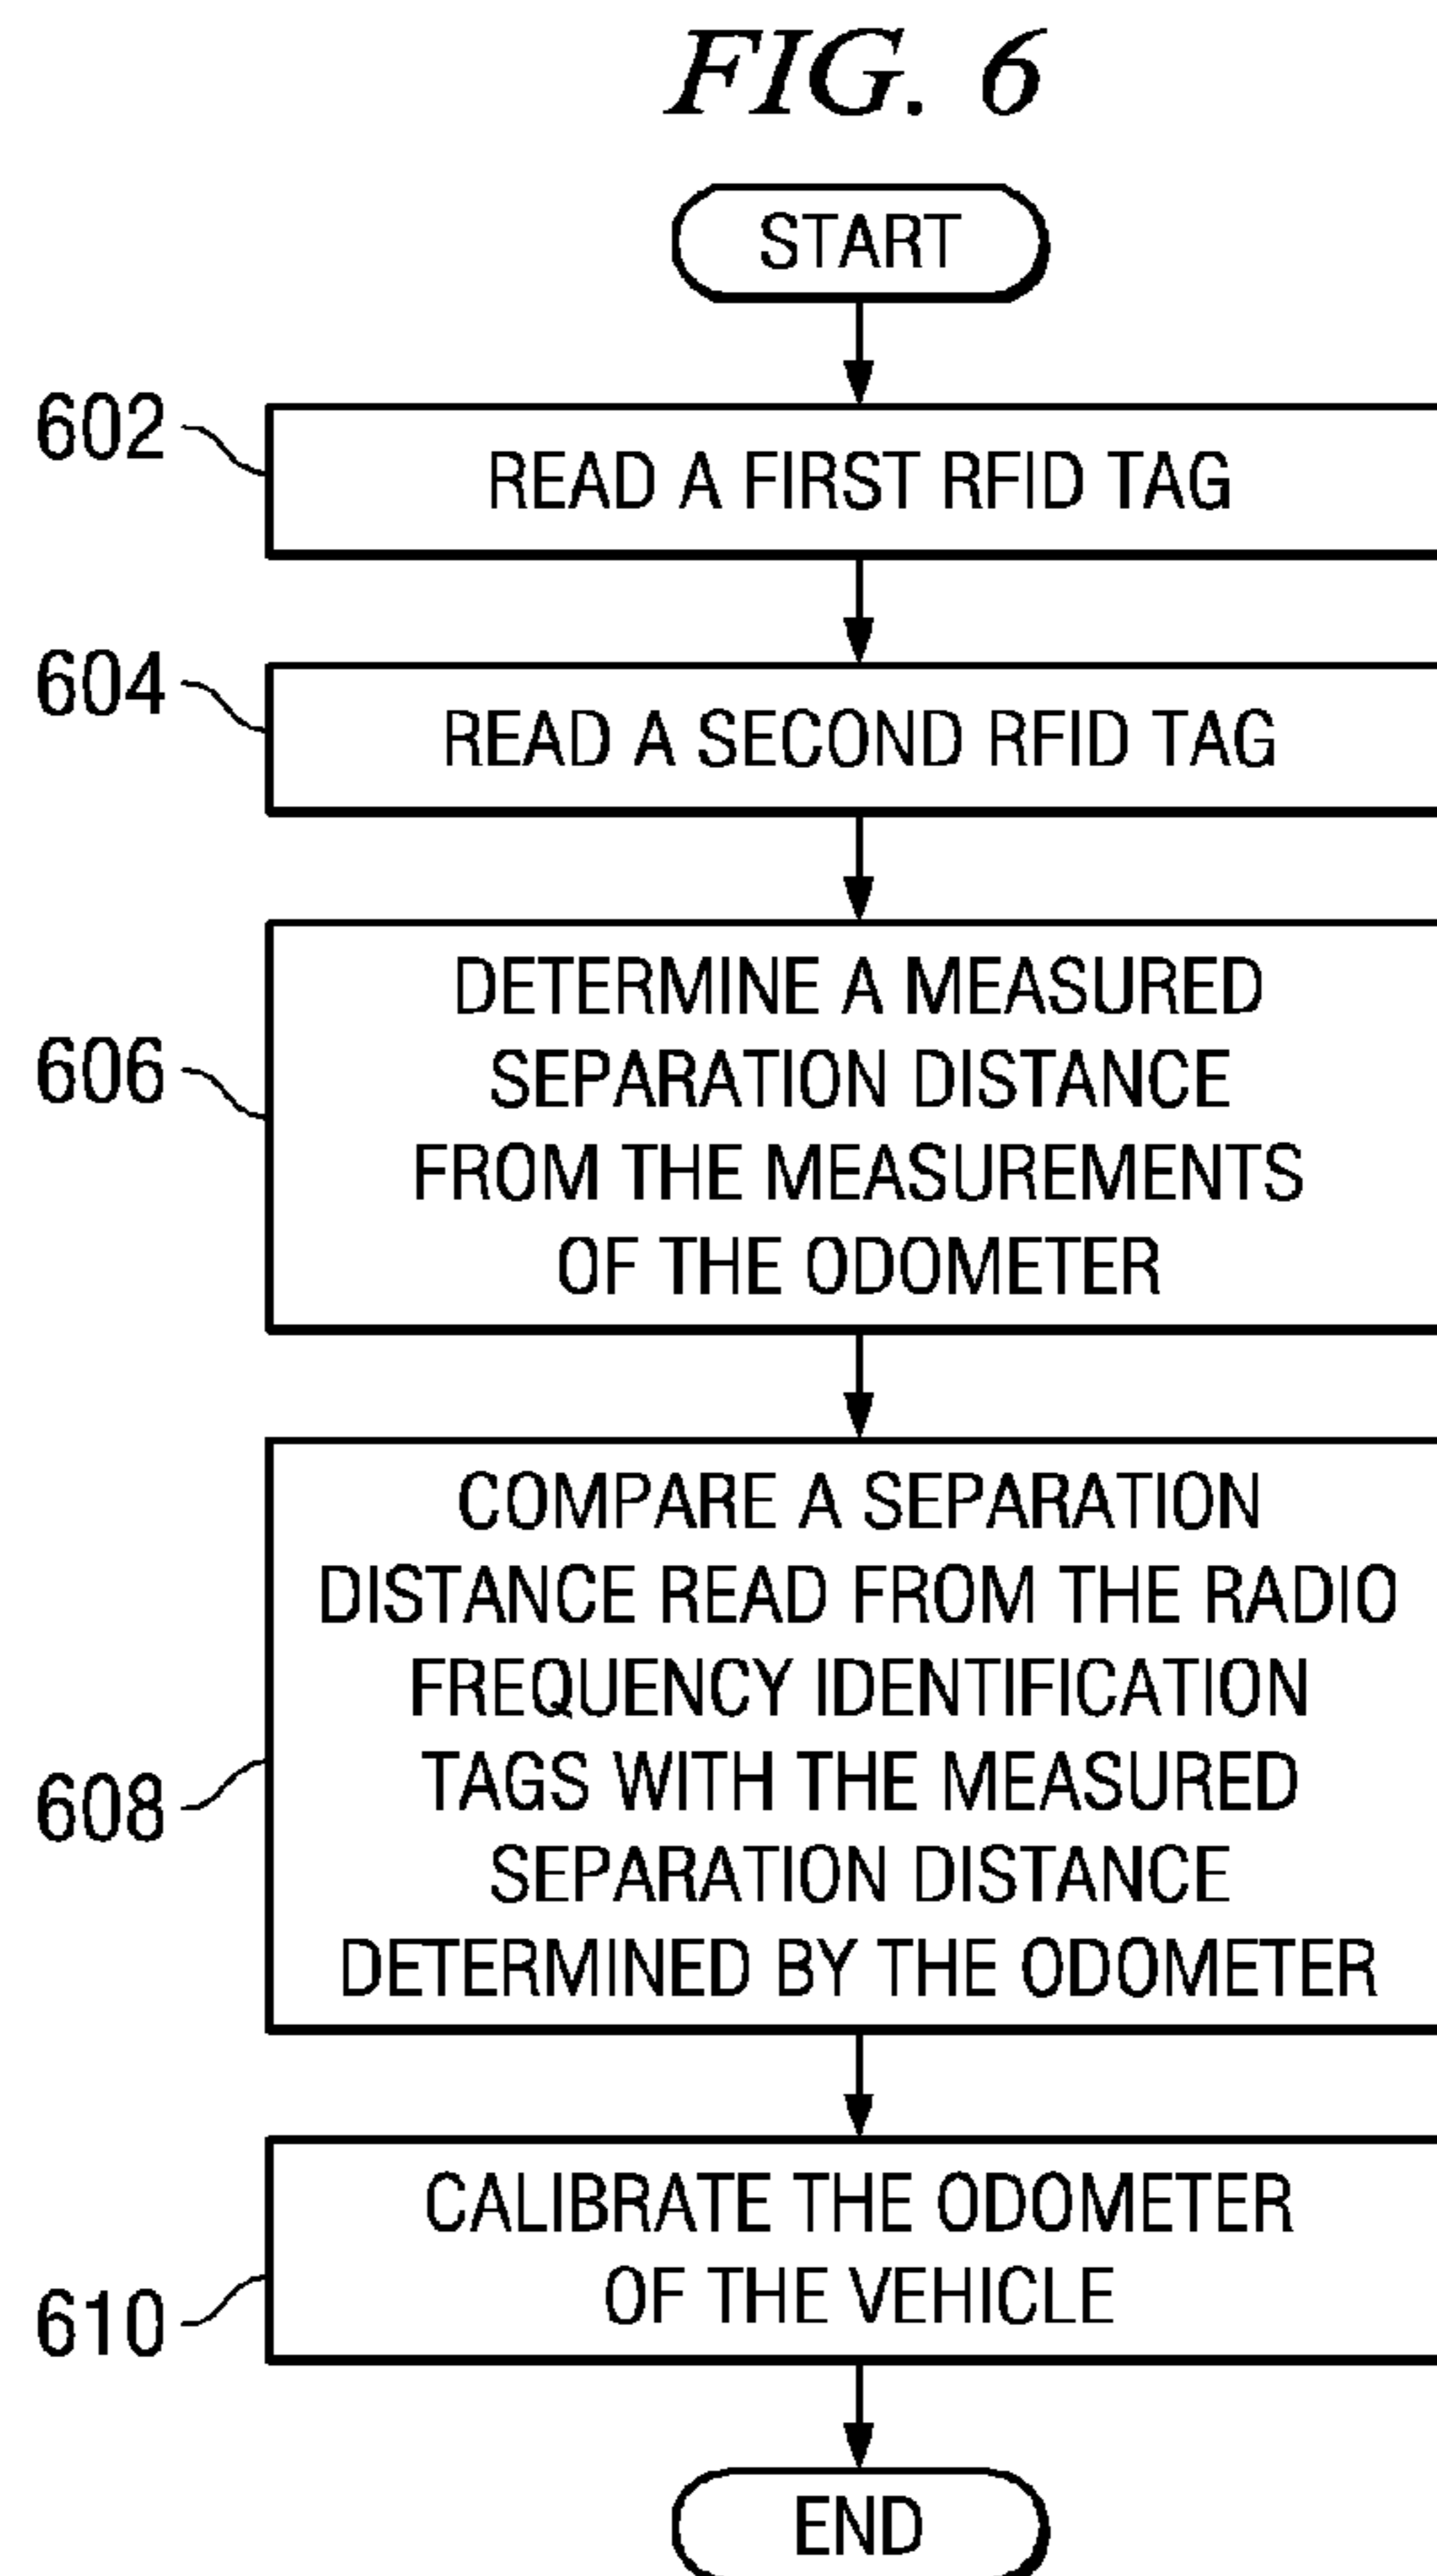 FIG. 6
START
602
READ A FIRST RFID TAG
604
READ A SECOND RFID TAG
606
DETERMINE A MEASURED
SEPARATION DISTANCE
FROM THE MEASUREMENTS
OF THE ODOMETER
608
COMPARE A SEPARATION
DISTANCE READ FROM THE RADIO
FREQUENCY IDENTIFICATION
TAGS WITH THE MEASURED
SEPARATION DISTANCE
DETERMINED BY THE ODOMETER
610
CALIBRATE THE ODOMETER
OF THE VEHICLE
END